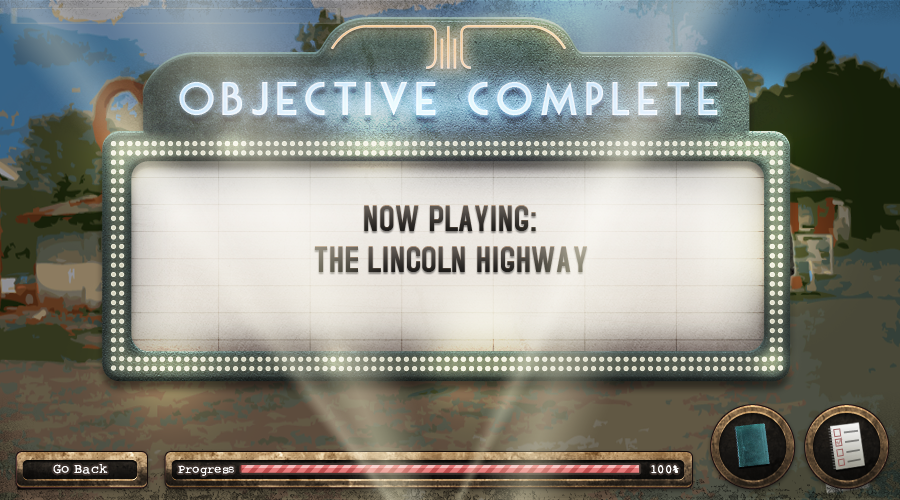 OBJECTIVE COMPLETE
NOW PLAYING:
THE LINCOLN HIGHWAY
Go Back
Progress
100%